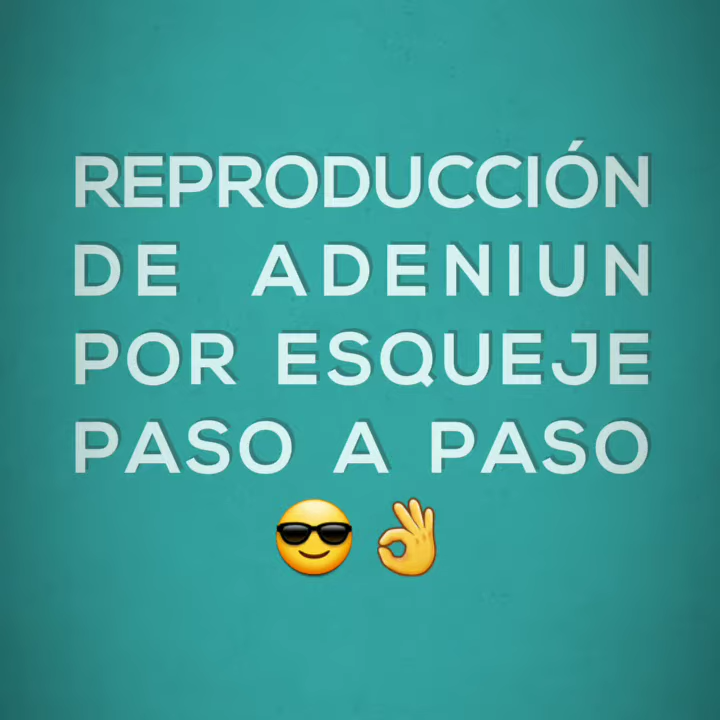 REPRODUCCIÓN
DE ADENIUN
POR ESQUEJE
PASO A PASO
😎👌